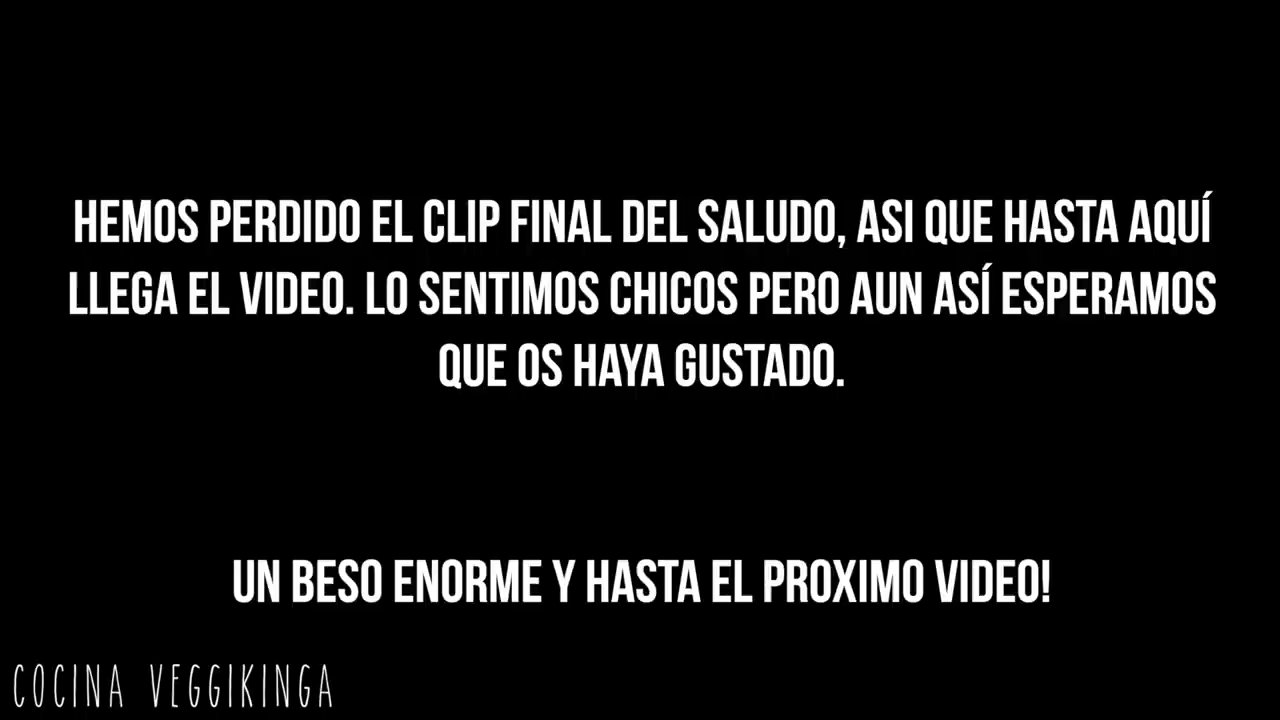 HEMOS PERDIDO EL CLIP FINAL DEL SALUDO, ASI QUE HASTA AQUÍ
LLEGA EL VIDEO. LO SENTIMOS CHICOS PERO AUN ASÍ ESPERAMOS
QUE OS HAYA GUSTADO.
UN BESO ENORME Y HASTA EL PROXIMO VIDEO!
COCINA VEGGIKINGA